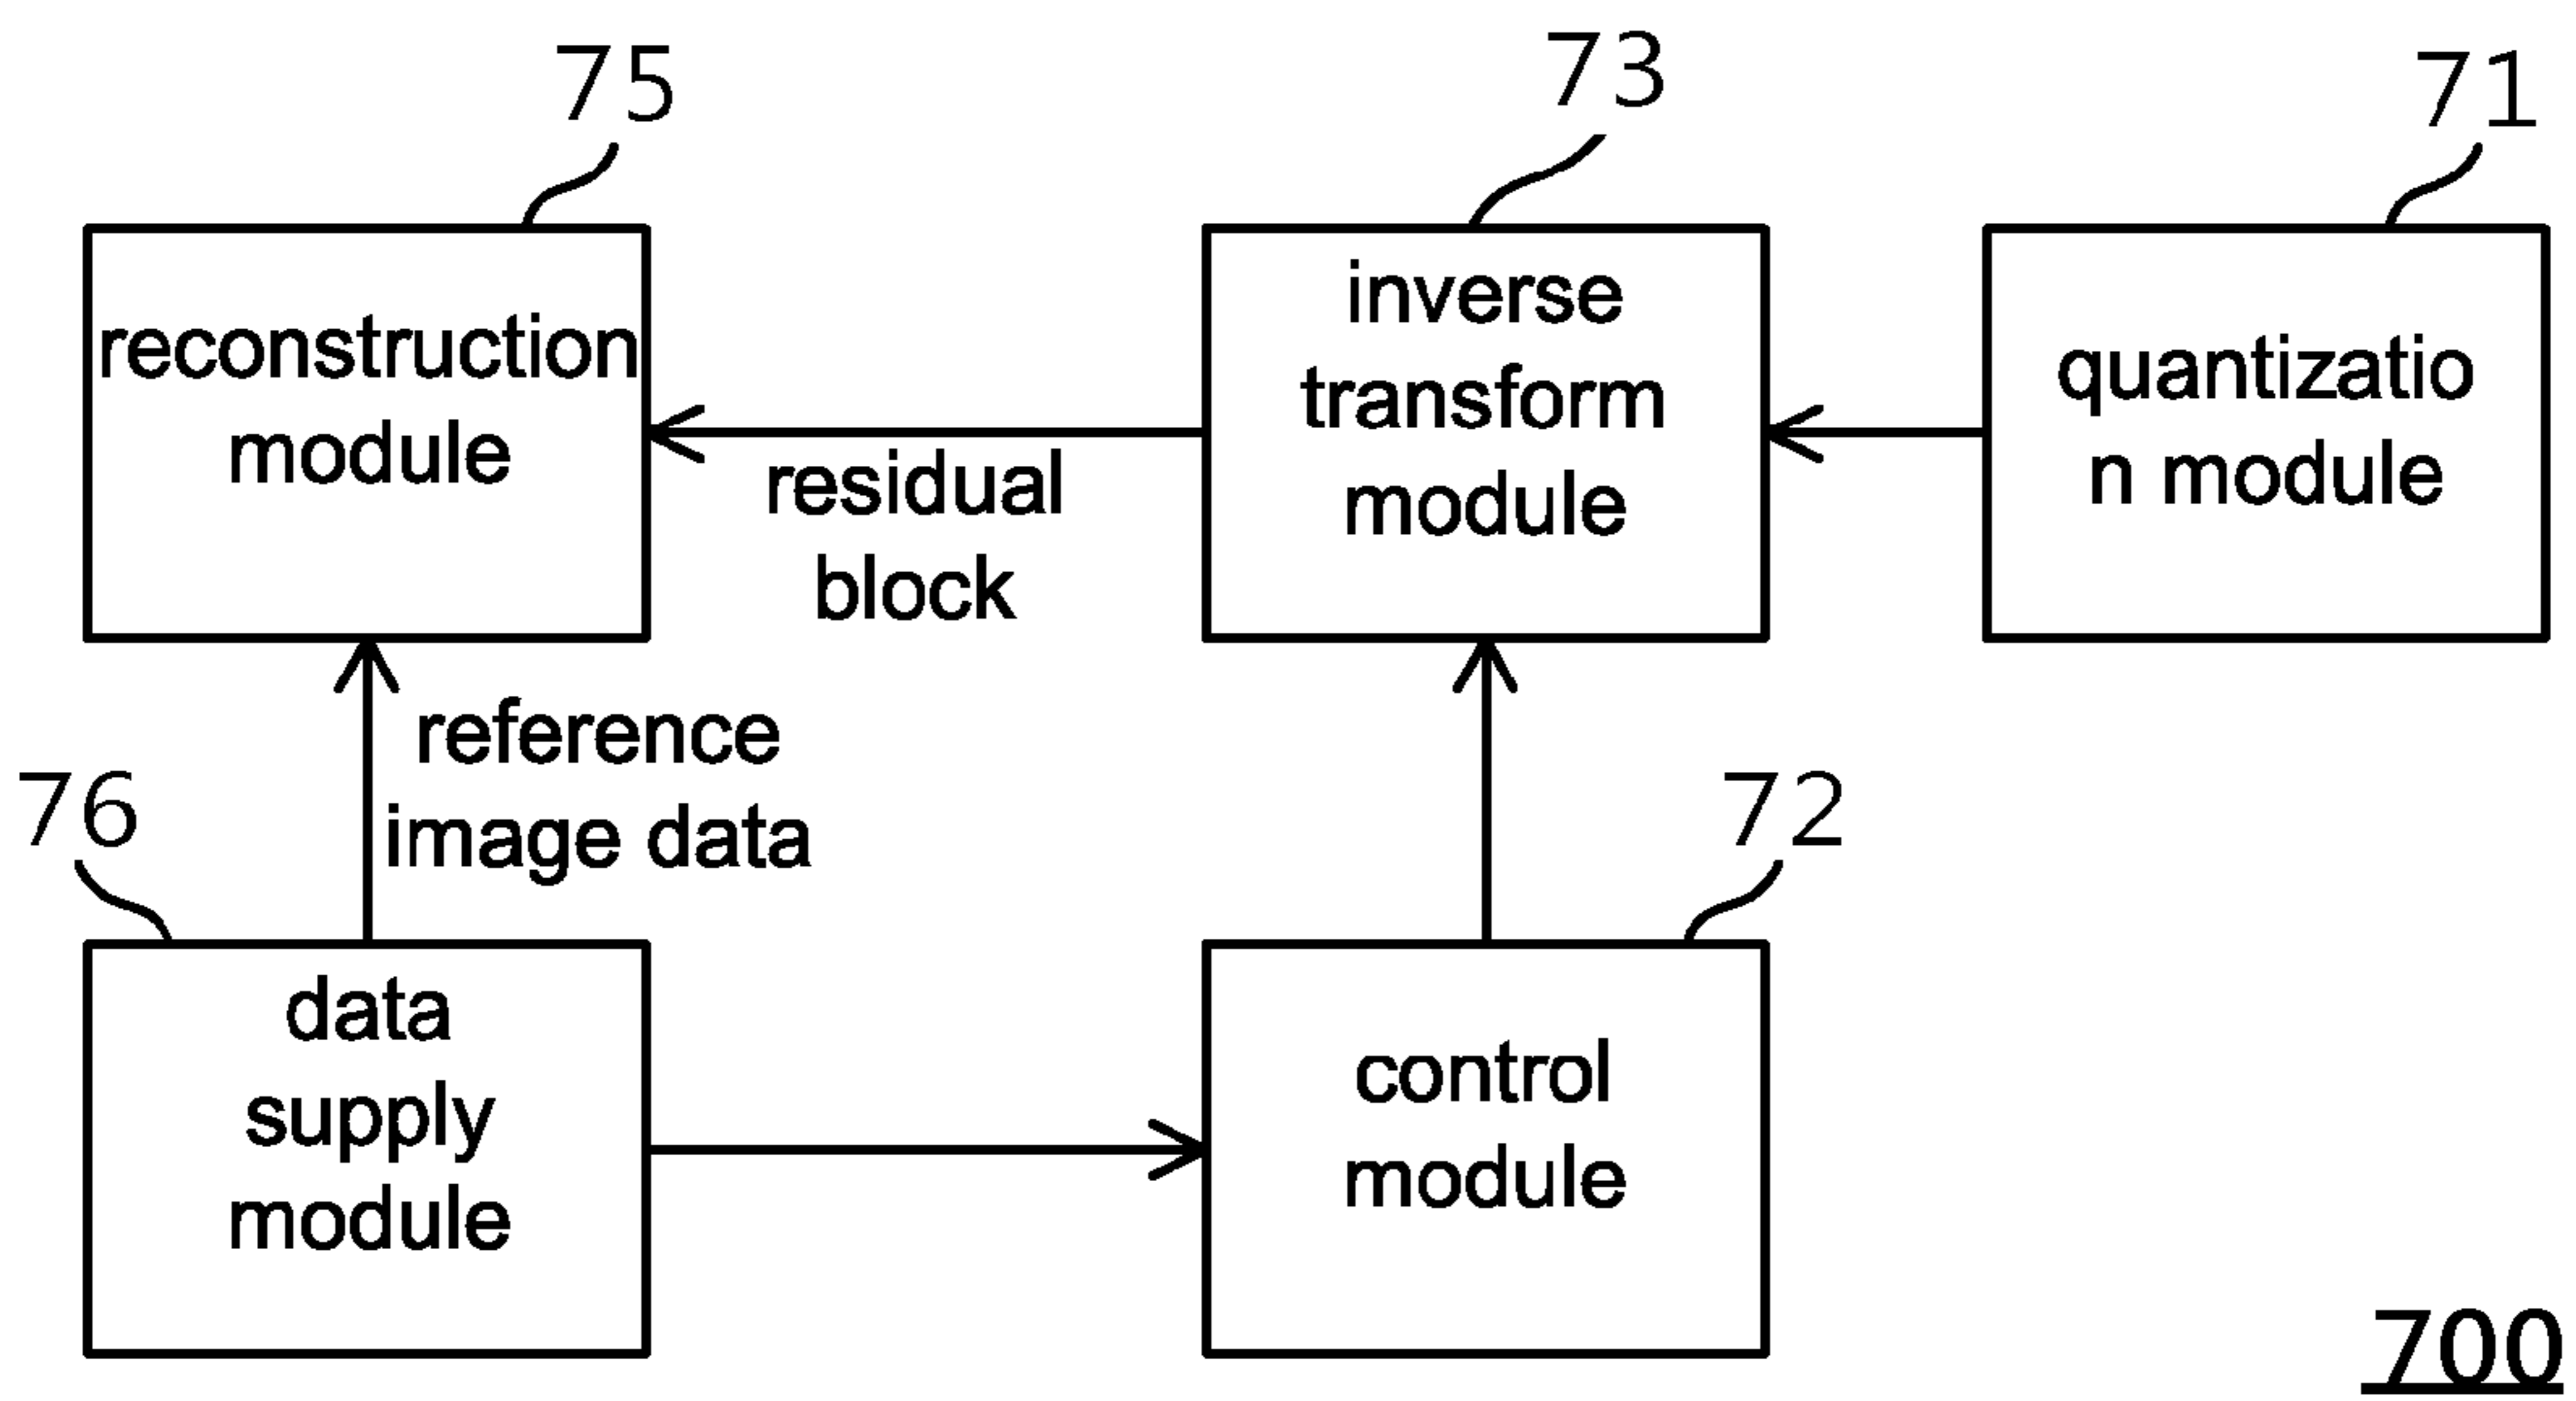 75
73
71
reconstruction
module
inverse
transform
module
quantizatio
n module
residual
block
reference
image data
76
72
data
supply
module
control
module
700